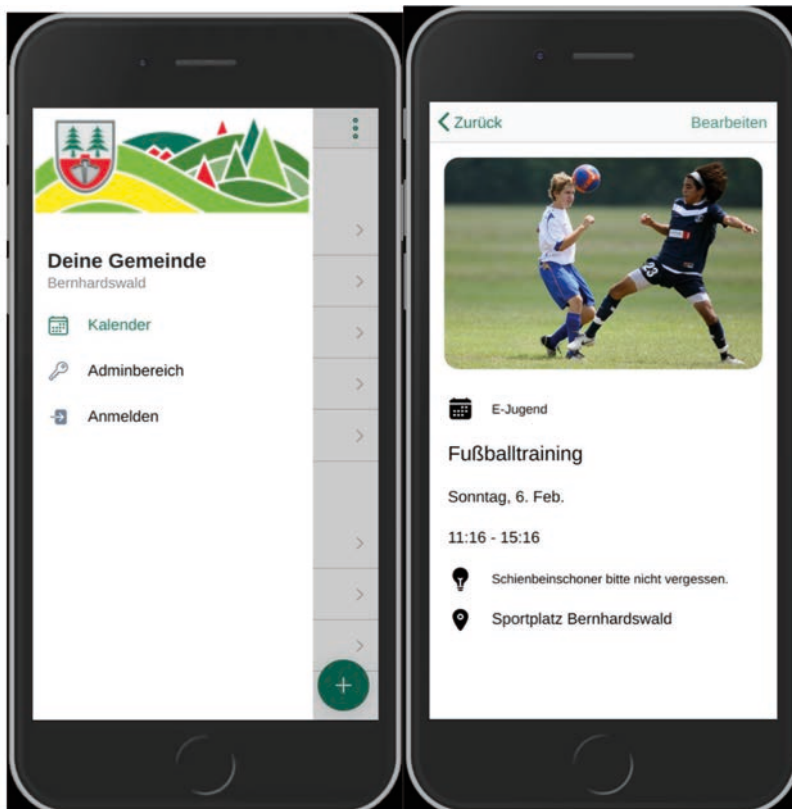 Deine Gemeinde
Bernhardswald
Kalender
Adminbereich
Anmelden
Zurück
Bearbeiten
23
E-Jugend
Fußballtraining
Sonntag, 6. Feb.
11:16 - 15:16
Schienbeinschoner bitte nicht vergessen.
Sportplatz Bernhardswald